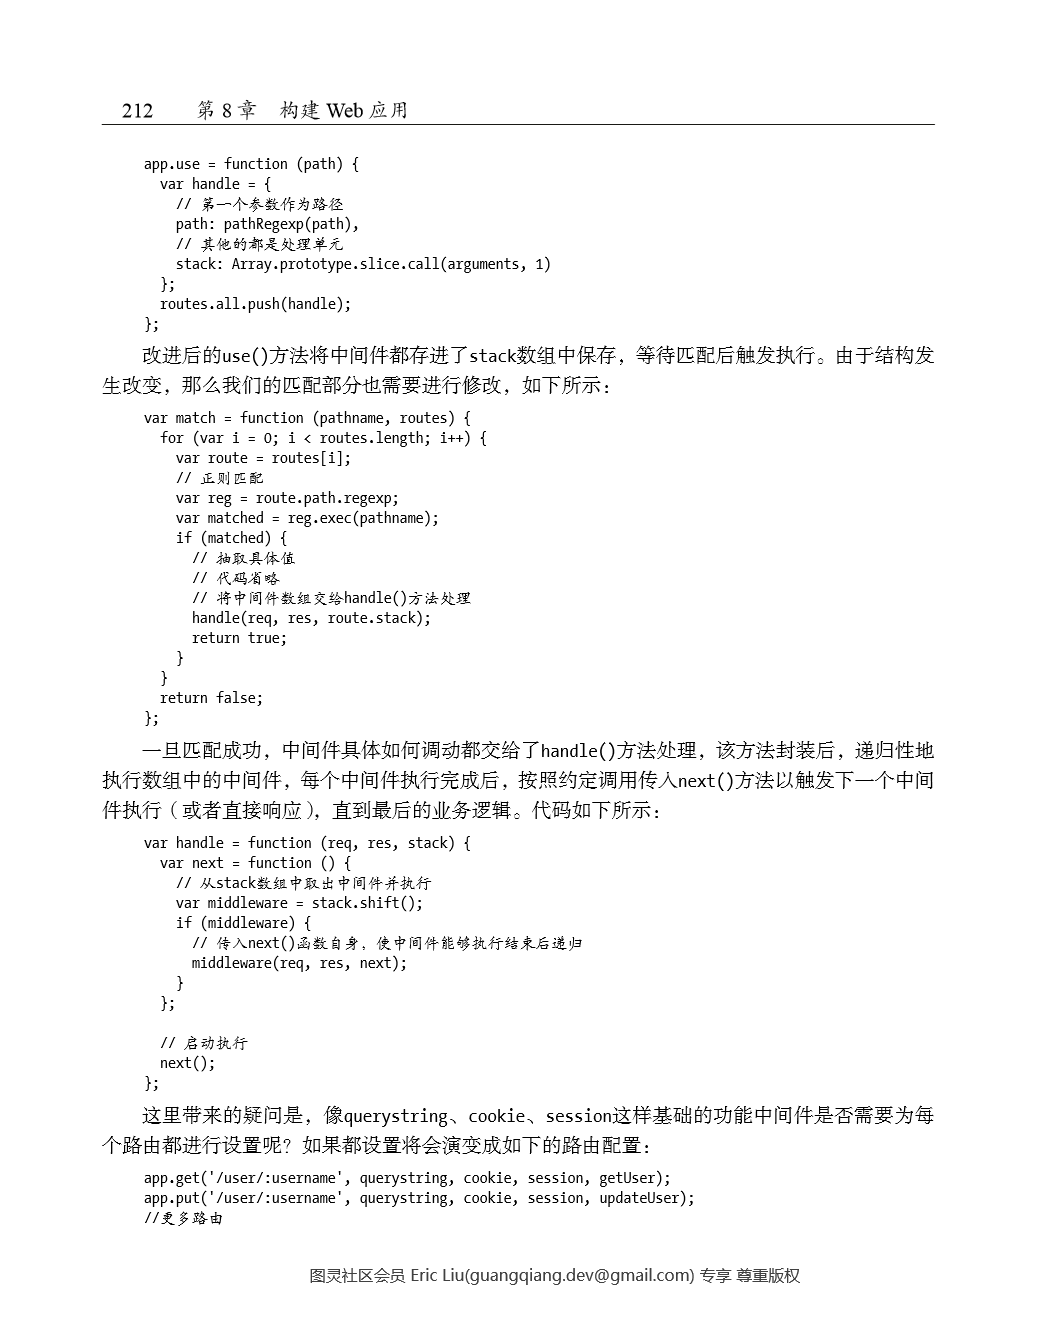 212 第 8 章 构建 Web 应用
app.use = function (path) {
  var handle = {
    // 第一个参数作为路径
    path: pathRegexp(path),
    // 其他的都是处理单元
    stack: Array.prototype.slice.call(arguments, 1)
  };
  routes.all.push(handle);
};
改进后的use()方法将中间件都存进了stack数组中保存，等待匹配后触发执行。由于结构发
生改变，那么我们的匹配部分也需要进行修改，如下所示：
var match = function (pathname, routes) {
  for (var i = 0; i < routes.length; i++) {
    var route = routes[i];
    // 正则匹配
    var reg = route.path.regexp;
    var matched = reg.exec(pathname);
    if (matched) {
      // 抽取具体值
      // 代码省略
      // 将中间件数组交给handle()方法处理
      handle(req, res, route.stack);
      return true;
    }
  }
  return false;
};
一旦匹配成功，中间件具体如何调动都交给了handle()方法处理，该方法封装后，递归性地
执行数组中的中间件，每个中间件执行完成后，按照约定调用传入next()方法以触发下一个中间
件执行（或者直接响应），直到最后的业务逻辑。代码如下所示：
var handle = function (req, res, stack) {
  var next = function () {
    // 从stack数组中取出中间件并执行
    var middleware = stack.shift();
    if (middleware) {
      // 传入next()函数自身，使中间件能够执行结束后递归
      middleware(req, res, next);
    }
  };
  // 启动执行
  next();
};
这里带来的疑问是，像querystring、cookie、session这样基础的功能中间件是否需要为每
个路由都进行设置呢？如果都设置将会演变成如下的路由配置：
app.get('/user/:username', querystring, cookie, session, getUser);
app.put('/user/:username', querystring, cookie, session, updateUser);
//更多路由
图灵社区会员 Eric Liu(guangqiang.dev@gmail.com) 专享 尊重版权